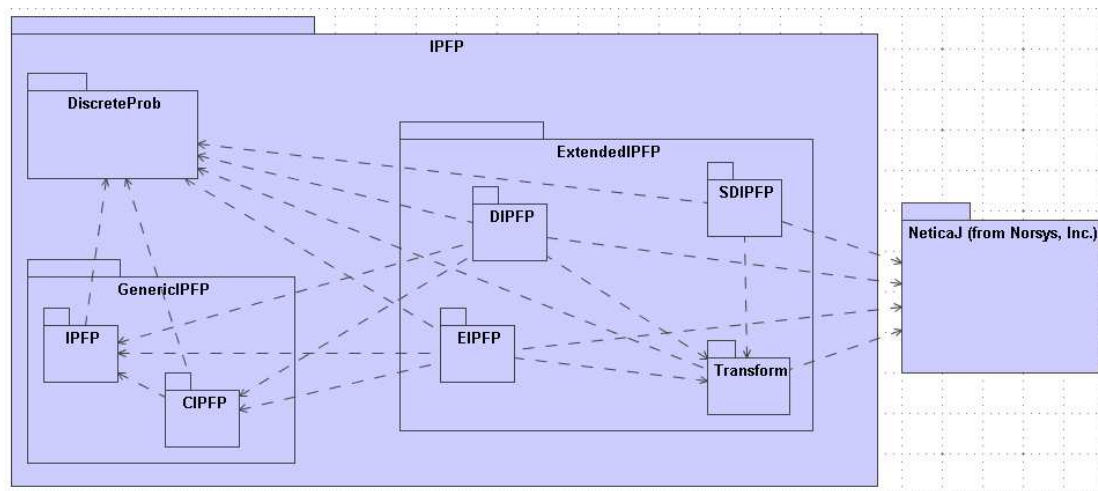 IPFP
DiscreteProb
ExtendedIPFP
SDIPFP
DIPFP
NeticaJ (from Norsys, Inc.)
GenericIPFP
IPFP
EIPFP
Transform
CIPFP